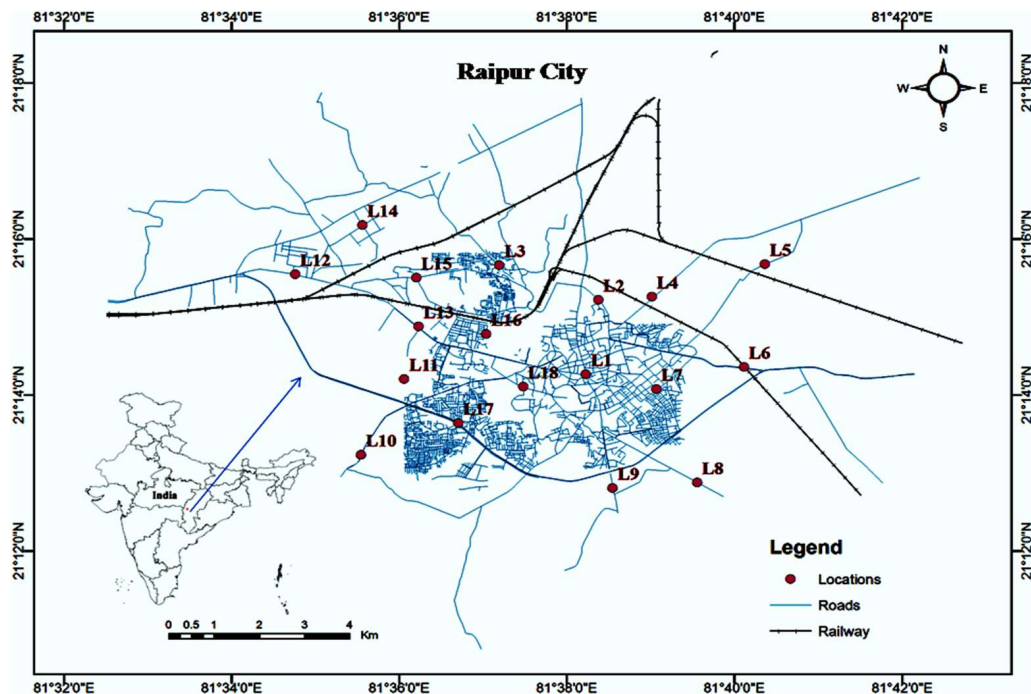 81°32'0"E 81°34'0"E 81°36'0"E 81°38'0"E 81°40'0"E 81°42'0"E
Raipur City
N
W E
S
21°18'0"N 21°18'0"N
21°16'0"N 21°16'0"N
21°14'0"N 21°14'0"N
21°12'0"N 21°12'0"N
L14
L3
L5
L12
L15
L2
L4
L13
L16
L6
L11
L18
L1
L7
L17
L10
L9
L8
India
Legend
Locations
Roads
Railway
0 0.5 1 2 3 4
Km
81°32'0"E 81°34'0"E 81°36'0"E 81°38'0"E 81°40'0"E 81°42'0"E